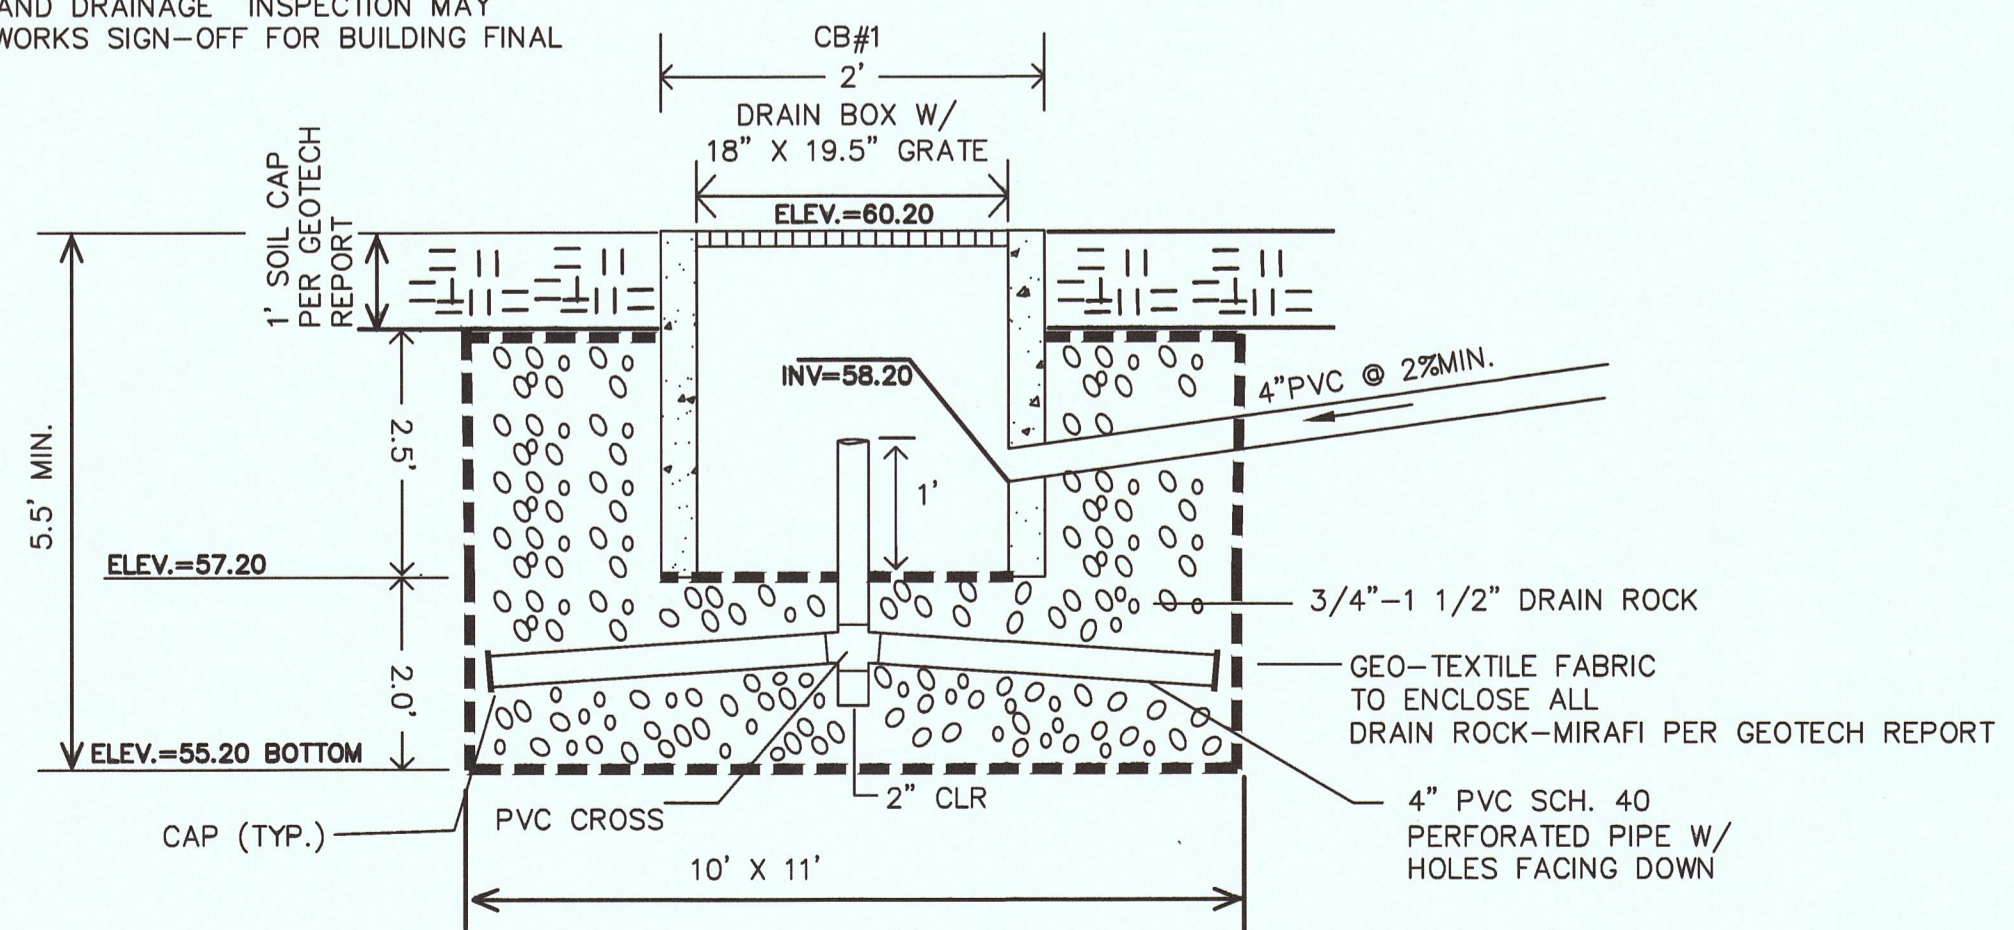 AND DRAINAGE INSPECTION MAY
WORKS SIGN-OFF FOR BUILDING FINAL
CB#1
2'
DRAIN BOX W/
18" X 19.5" GRATE
ELEV.=60.20
1' SOIL CAP
PER GEOTECH
REPORT
INV=58.20
4"PVC @ 2%MIN.
2.5'
1'
5.5' MIN.
ELEV.=57.20
3/4"-1 1/2" DRAIN ROCK
GEO-TEXTILE FABRIC
TO ENCLOSE ALL
DRAIN ROCK-MIRAFI PER GEOTECH REPORT
2.0'
ELEV.=55.20 BOTTOM
2" CLR
PVC CROSS
CAP (TYP.)
4" PVC SCH. 40
PERFORATED PIPE W/
HOLES FACING DOWN
10' X 11'